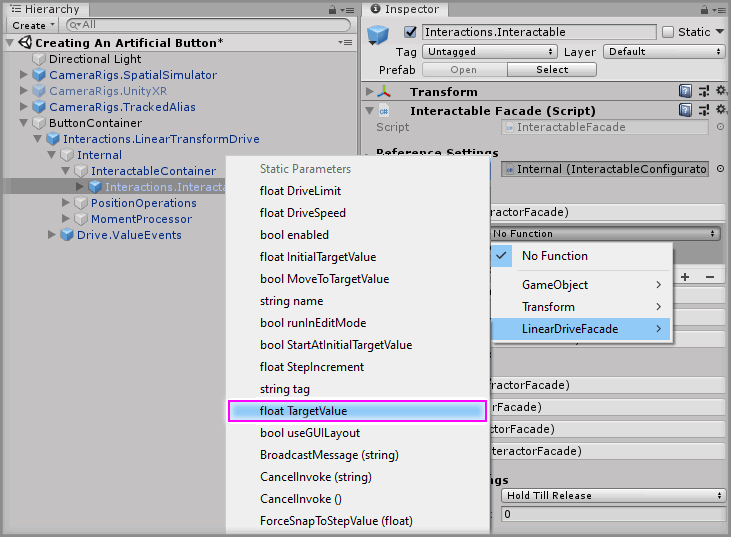 Hierarchy
Create
All
Creating An Artificial Button*
Directional Light
CameraRigs.SpatialSimulator
CameraRigs.UnityXR
CameraRigs.TrackedAlias
ButtonContainer
Interactions.LinearTransformDrive
Internal
InteractableContainer
Interactions.Interacta
PositionOperations
MomentProcessor
Drive.ValueEvents
Static Parameters
float DriveLimit
float DriveSpeed
bool enabled
float InitialTargetValue
bool MoveToTargetValue
string name
bool runInEditMode
bool StartAtInitialTargetValue
float StepIncrement
string tag
float TargetValue
bool useGUILayout
BroadcastMessage (string)
CancelInvoke (string)
CancelInvoke ()
ForceSnapToStepValue (float)
Inspector
Interactions.Interactable
Static
Tag Untagged Layer Default
Prefab Open Select
Transform
Interactable Facade (Script)
Script InteractableFacade
Reference Settings
Internal (InteractableConfigurato
actorFacade)
No Function
No Function
GameObject
Transform
LinearDriveFacade
+ −
actorFacade)
rFacade)
actorFacade)
teractorFacade)
ngs
Hold Till Release
0